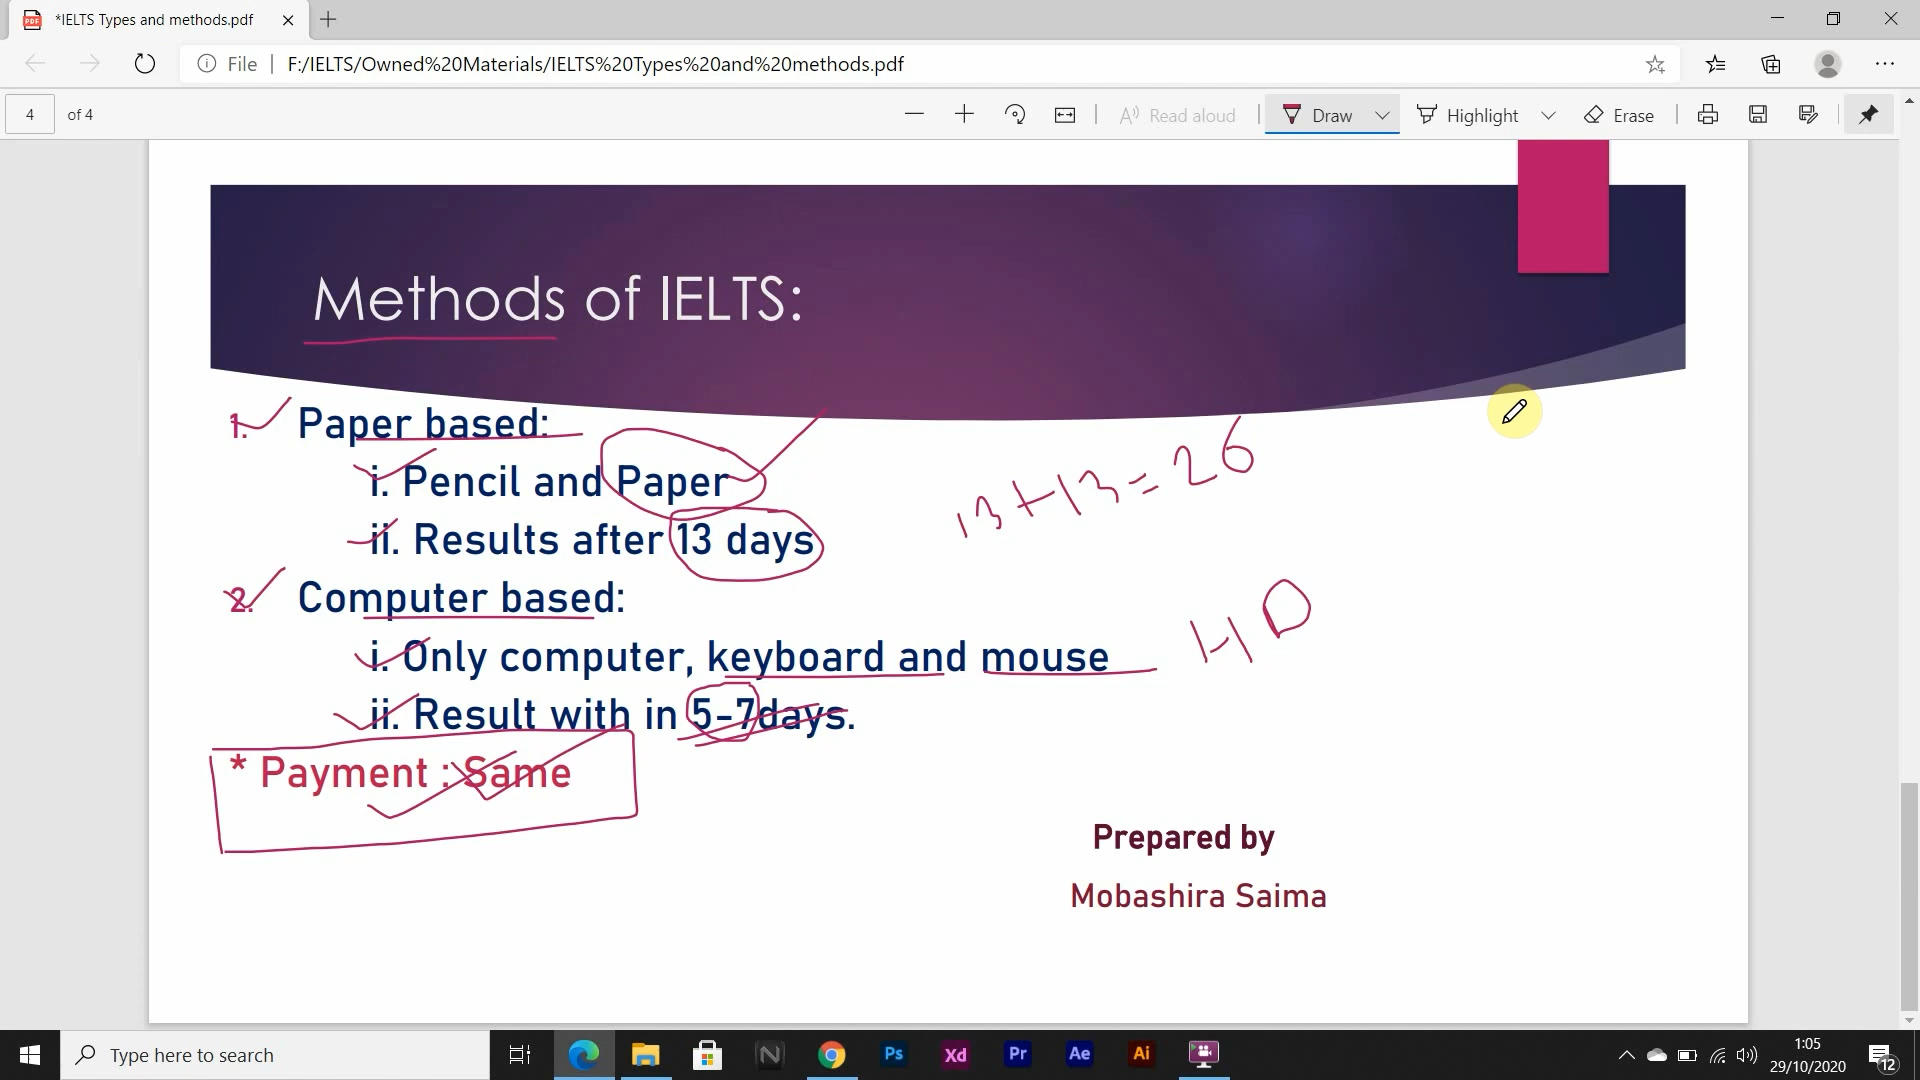 *IELTS Types and methods.pdf
File
F:/IELTS/Owned%20Materials/IELTS%20Types%20and%20methods.pdf
4 of 4
Read aloud
Draw
Highlight
Erase
Methods of IELTS:
1. Paper based:
i. Pencil and Paper
ii. Results after 13 days
13+13=26
2. Computer based:
i. Only computer, keyboard and mouse
HD
ii. Result with in 5-7days.
* Payment : Same
Prepared by
Mobashira Saima
Type here to search
N
Ps
Xd
Pr
Ae
Ai
1:05
29/10/2020
12